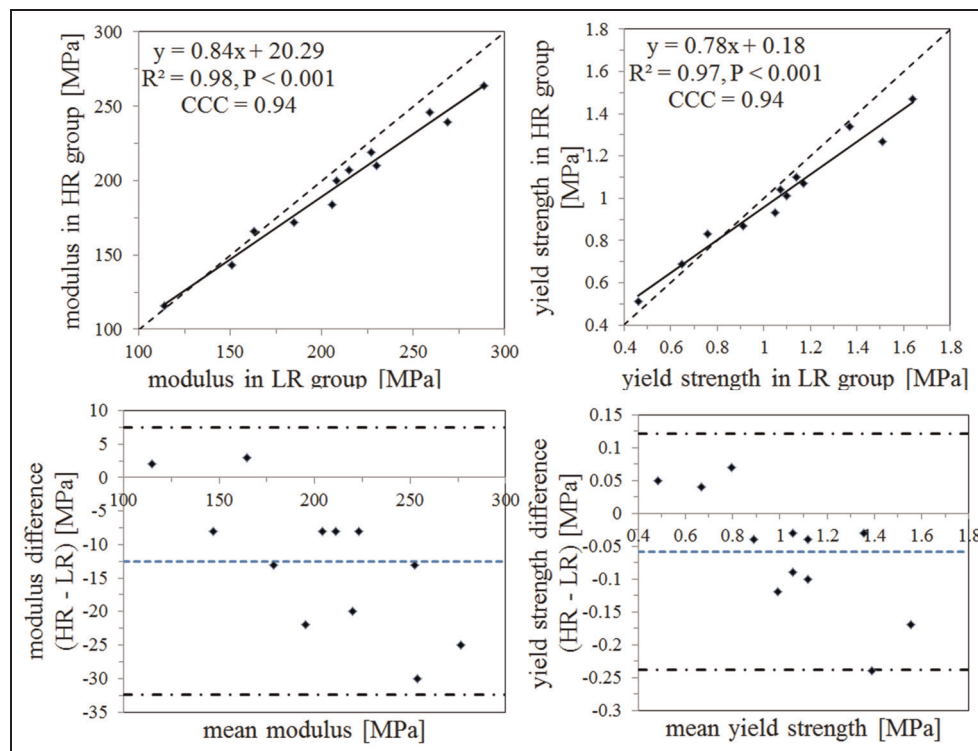 y = 0.84x + 20.29
R² = 0.98, P < 0.001
CCC = 0.94
modulus in HR group [MPa]
300
250
200
150
100
100 150 200 250 300
modulus in LR group [MPa]
y = 0.78x + 0.18
R² = 0.97, P < 0.001
CCC = 0.94
yield strength in HR group
[MPa]
1.8
1.6
1.4
1.2
1
0.8
0.6
0.4
0.4 0.6 0.8 1 1.2 1.4 1.6 1.8
yield strength in LR group [MPa]
modulus difference
(HR - LR) [MPa]
10
5
0
-5
-10
-15
-20
-25
-30
-35
100 150 200 250 300
mean modulus [MPa]
yield strength difference
(HR - LR) [MPa]
0.15
0.1
0.05
0
-0.05
-0.1
-0.15
-0.2
-0.25
-0.3
0.4 0.6 0.8 1 1.2 1.4 1.6 1.8
mean yield strength [MPa]